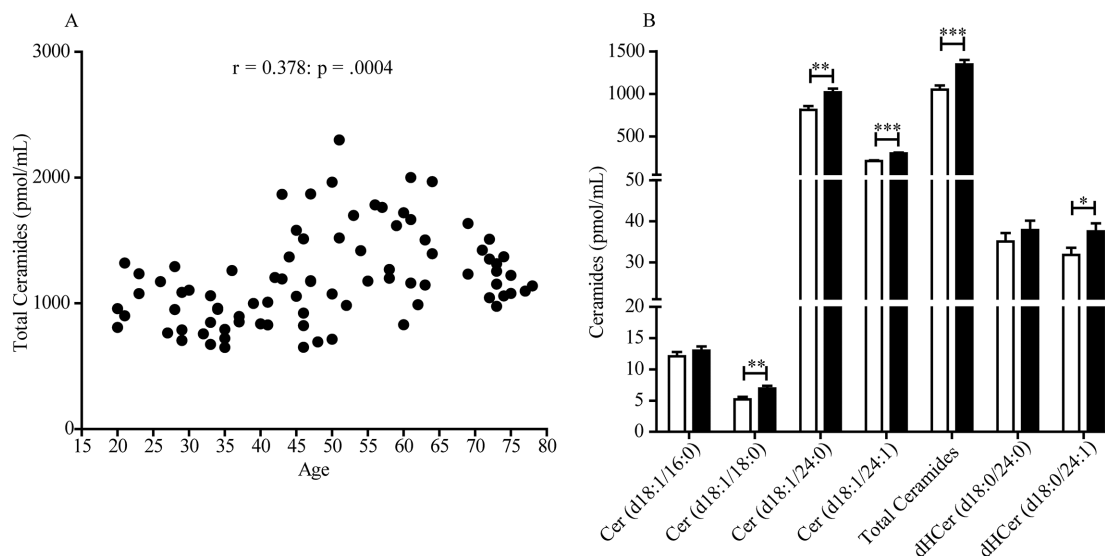 A
r = 0.378: p = .0004
Total Ceramides (pmol/mL)
3000
2000
1000
0
15 20 25 30 35 40 45 50 55 60 65 70 75 80
Age
B
Ceramides (pmol/mL)
1500
1000
500
50
40
30
20
15
10
5
0
**
**
***
***
*
Cer (d18:1/16:0)
Cer (d18:1/18:0)
Cer (d18:1/24:0)
Cer (d18:1/24:1)
Total Ceramides
dHCer (d18:0/24:0)
dHCer (d18:0/24:1)